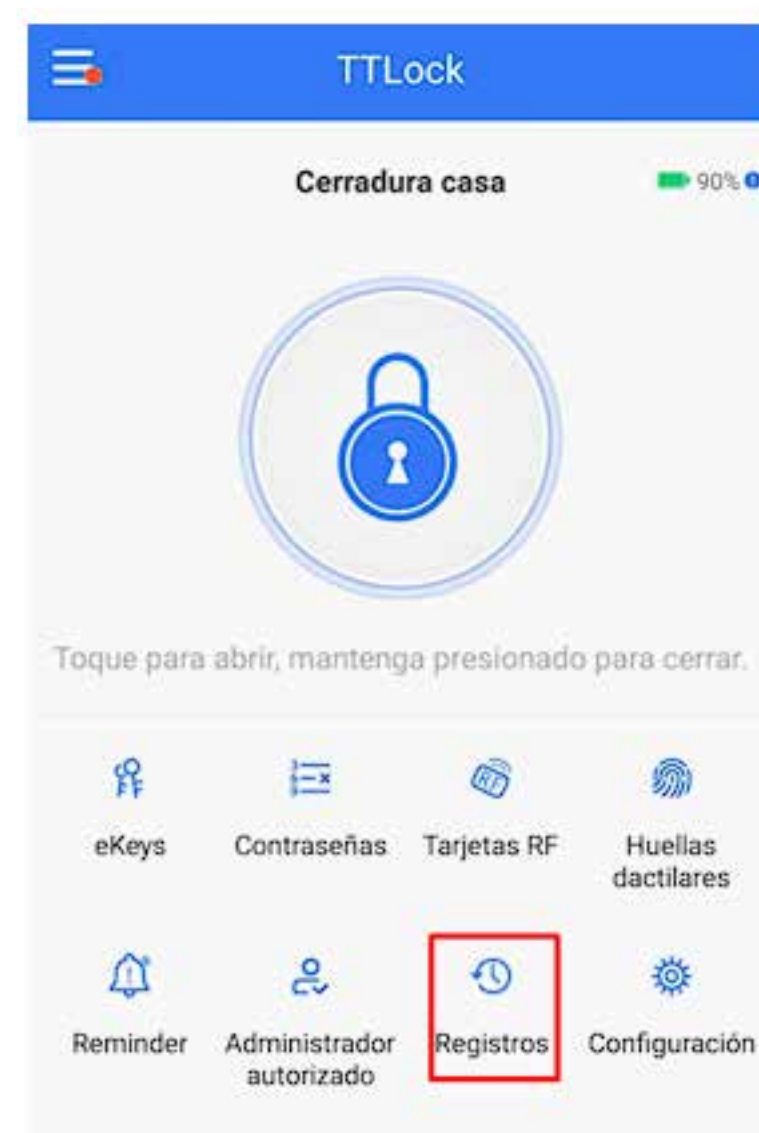 TTLock
Cerradura casa
90%
Toque para abrir, mantenga presionado para cerrar.
RF
eKeys Contraseñas Tarjetas RF Huellas dactilares
Reminder Administrador autorizado Registros Configuración